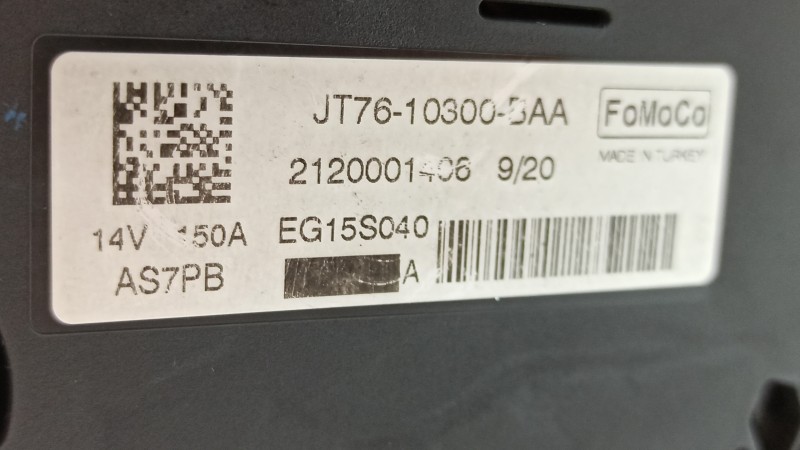 JT76-10300-BAA
FoMoCo
MADE IN TURKEY
2120001406 9/20
14V 150A
EG15S040
AS7PB
A